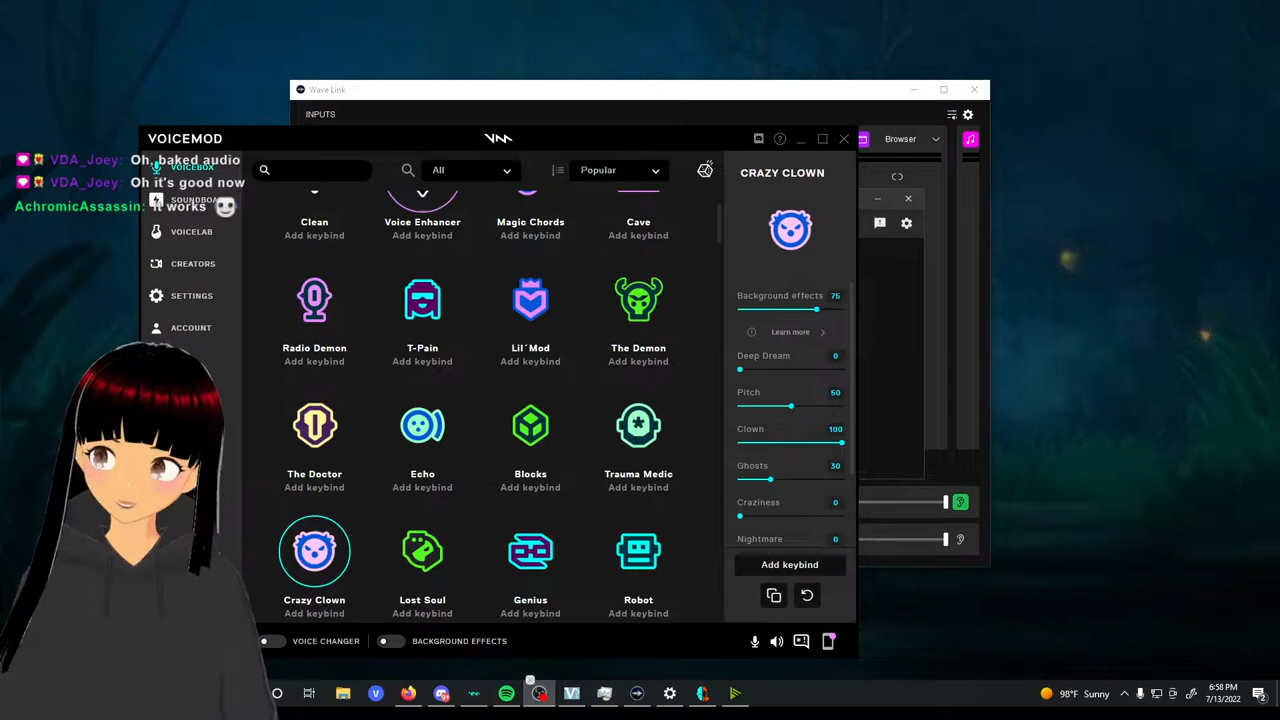 Wave Link
INPUTS
Browser
VOICEMOD
VDA_Joey: Oh, baked audio
VOICEBOX
VDA_Joey: Oh it's good now
AchromicAssassin: it works
VOICELAB
CREATORS
SETTINGS
ACCOUNT
All
Popular
Clean
Voice Enhancer
Magic Chords
Cave
Add keybind
Add keybind
Add keybind
Add keybind
Radio Demon
T-Pain
Lil´Mod
The Demon
Add keybind
Add keybind
Add keybind
Add keybind
The Doctor
Echo
Blocks
Trauma Medic
Add keybind
Add keybind
Add keybind
Add keybind
Crazy Clown
Lost Soul
Genius
Robot
Add keybind
Add keybind
Add keybind
Add keybind
VOICE CHANGER
BACKGROUND EFFECTS
CRAZY CLOWN
Background effects 75
Learn more
Deep Dream 0
Pitch 50
Clown 100
Ghosts 30
Craziness 0
Nightmare 0
Add keybind
98°F Sunny
6:58 PM
7/13/2022